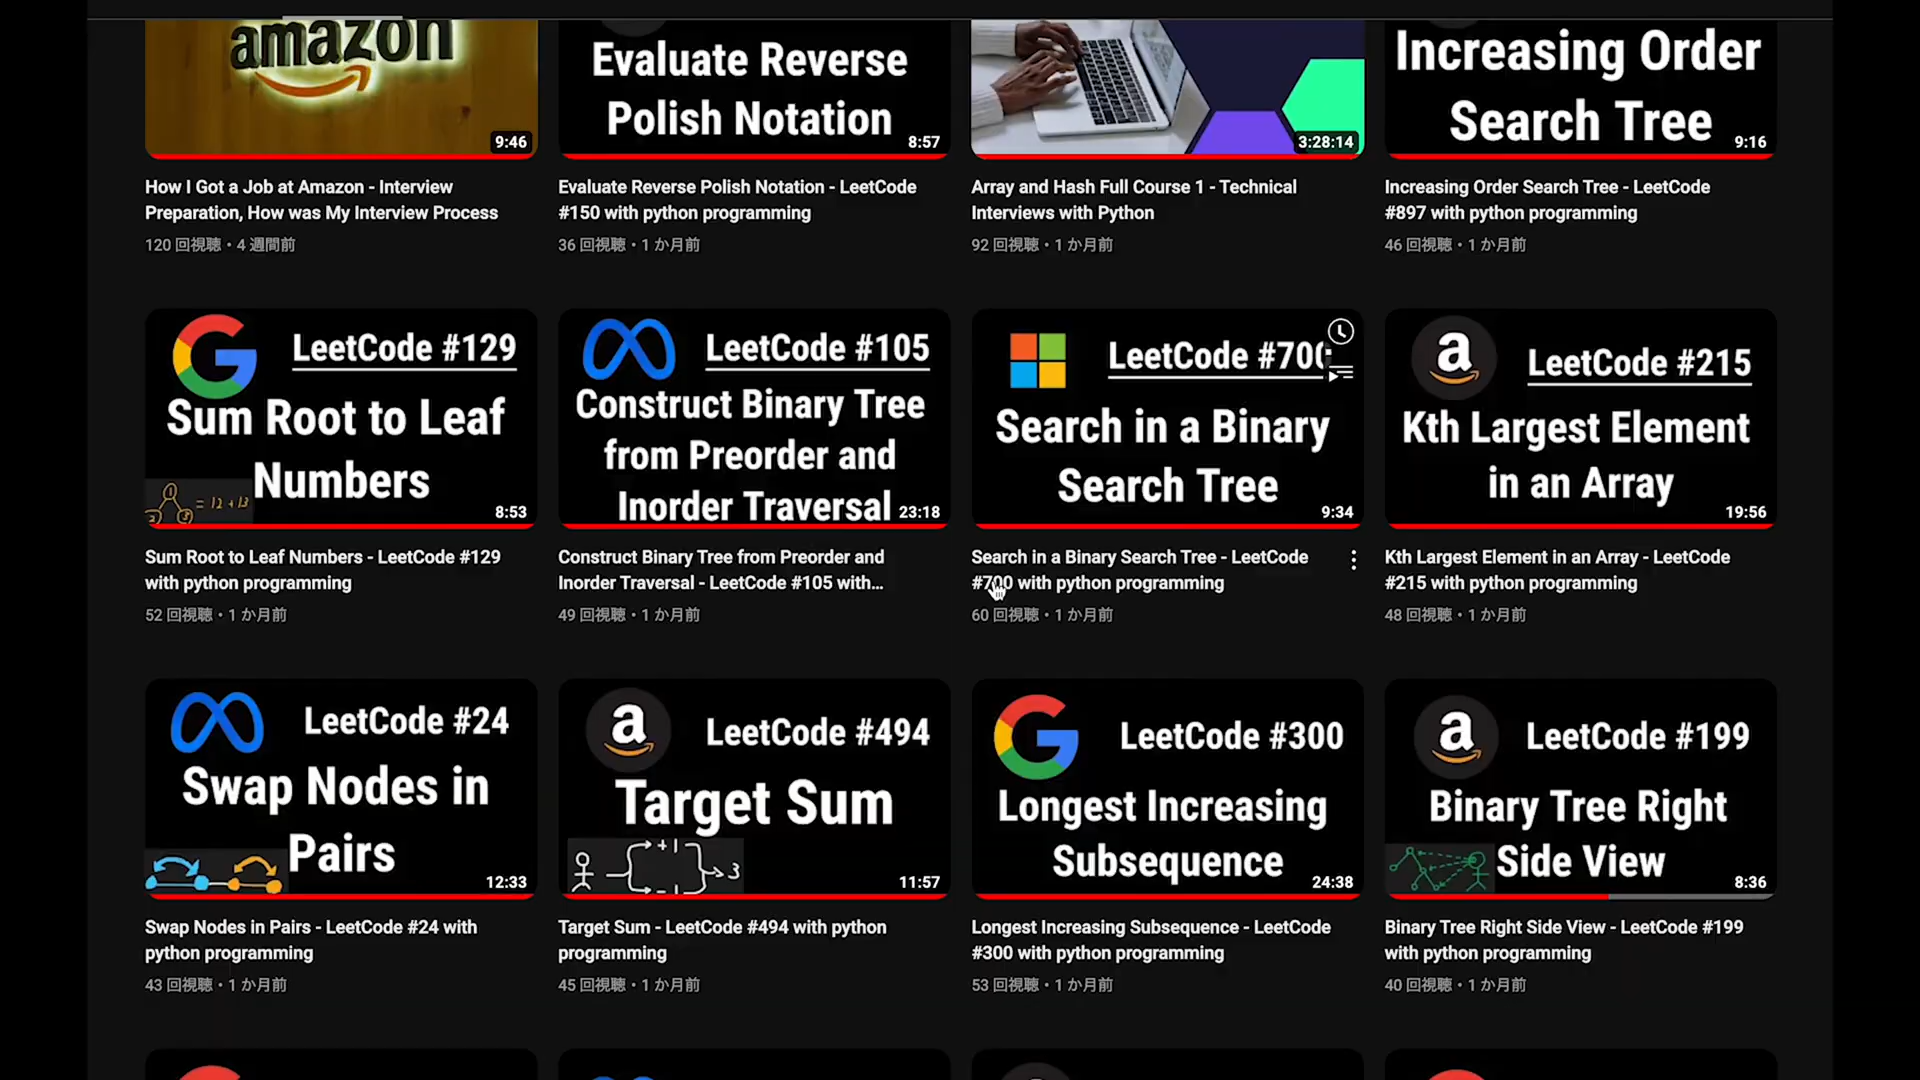 amazon
9:46
Evaluate Reverse
Polish Notation
8:57
3:28:14
Increasing Order
Search Tree
9:16
How I Got a Job at Amazon - Interview
Preparation, How was My Interview Process
120 回視聴・4 週間前
Evaluate Reverse Polish Notation - LeetCode
#150 with python programming
36 回視聴・1 か月前
Array and Hash Full Course 1 - Technical
Interviews with Python
92 回視聴・1 か月前
Increasing Order Search Tree - LeetCode
#897 with python programming
46 回視聴・1 か月前
LeetCode #129
Sum Root to Leaf
Numbers
= 12 + 13
8:53
LeetCode #105
Construct Binary Tree
from Preorder and
Inorder Traversal
23:18
LeetCode #700
Search in a Binary
Search Tree
9:34
a
LeetCode #215
Kth Largest Element
in an Array
19:56
Sum Root to Leaf Numbers - LeetCode #129
with python programming
52 回視聴・1 か月前
Construct Binary Tree from Preorder and
Inorder Traversal - LeetCode #105 with...
49 回視聴・1 か月前
Search in a Binary Search Tree - LeetCode
#700 with python programming
60 回視聴・1 か月前
Kth Largest Element in an Array - LeetCode
#215 with python programming
48 回視聴・1 か月前
LeetCode #24
Swap Nodes in
Pairs
12:33
a
LeetCode #494
Target Sum
+1
-1
3
11:57
LeetCode #300
Longest Increasing
Subsequence
24:38
a
LeetCode #199
Binary Tree Right
Side View
8:36
Swap Nodes in Pairs - LeetCode #24 with
python programming
43 回視聴・1 か月前
Target Sum - LeetCode #494 with python
programming
45 回視聴・1 か月前
Longest Increasing Subsequence - LeetCode
#300 with python programming
53 回視聴・1 か月前
Binary Tree Right Side View - LeetCode #199
with python programming
40 回視聴・1 か月前